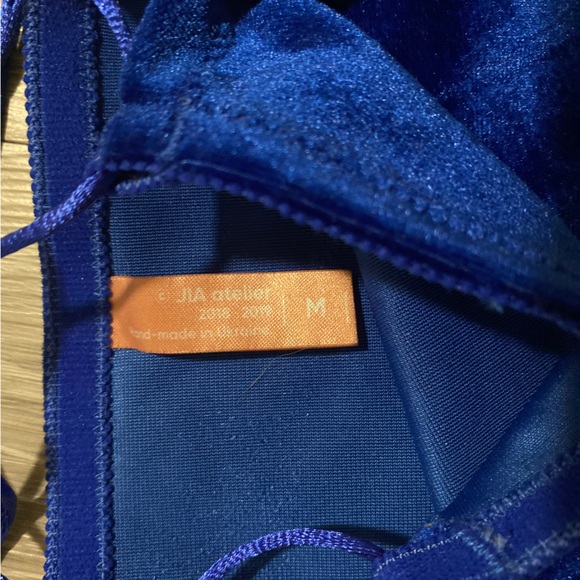 © JIA atelier
2018 2019
hand-made in Ukraine
M